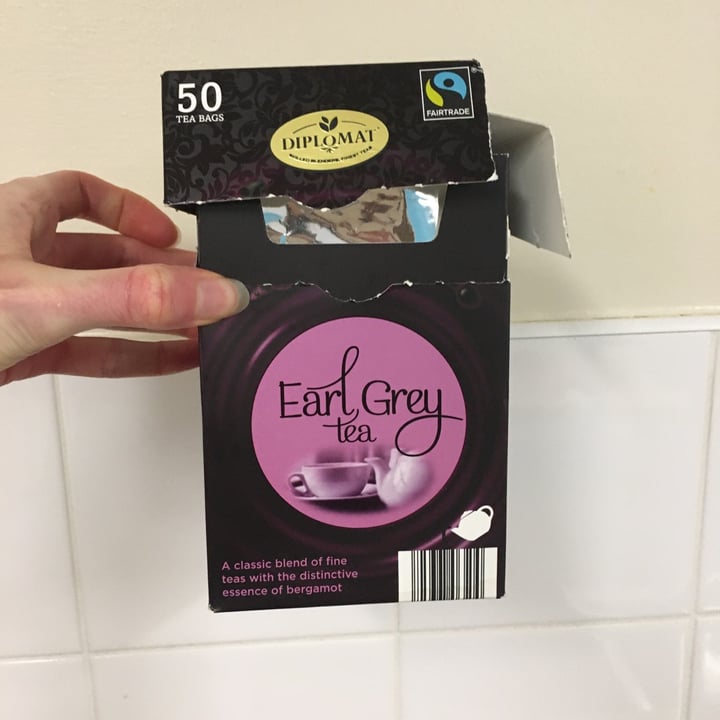 50
TEA BAGS
FAIRTRADE
DIPLOMAT
Earl Grey
tea
A classic blend of fine
teas with the distinctive
essence of bergamot